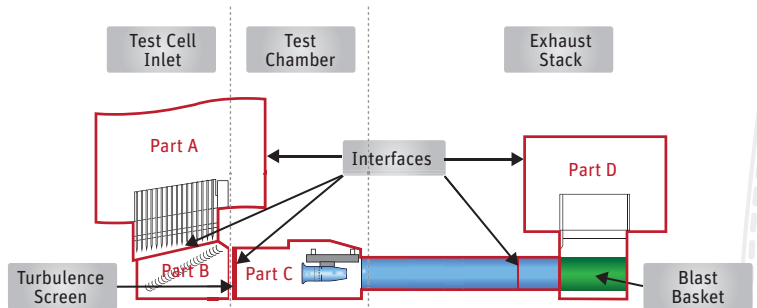 Test Cell
Inlet
Test
Chamber
Exhaust
Stack
Part A
Interfaces
Part D
Part B
Part C
Turbulence
Screen
Blast
Basket